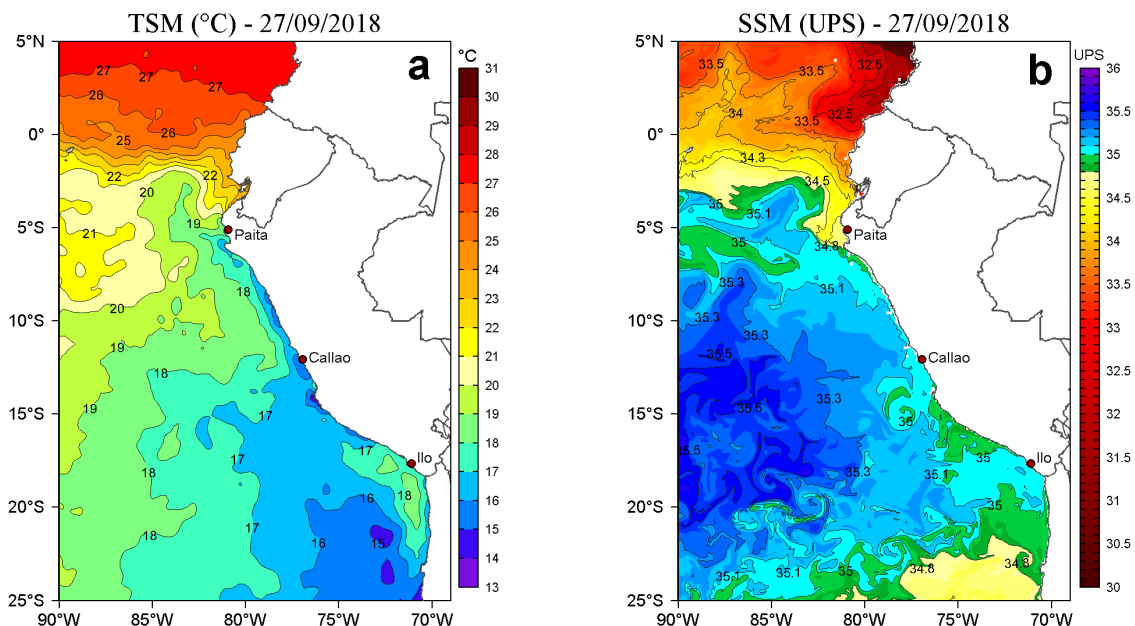 TSM (°C) - 27/09/2018
a
°C
5°N
0°
5°S
10°S
15°S
20°S
25°S
90°W
85°W
80°W
75°W
70°W
27
27
27
26
26
25
22
22
20
19
21
20
18
19
18
19
17
17
18
17
16
18
17
18
16
15
Paita
Callao
Ilo
31
30
29
28
27
26
25
24
23
22
21
20
19
18
17
16
15
14
13
SSM (UPS) - 27/09/2018
b
UPS
5°N
0°
5°S
10°S
15°S
20°S
25°S
90°W
85°W
80°W
75°W
70°W
33.5
33.5
32.5
34
33.5
32.5
34.3
34.5
35
35.1
35
34.8
35.3
35.1
35.3
35.3
35.5
35.3
35.5
35
35.5
35.3
35.1
35
35
35.1
35.1
35
34.8
34.8
Paita
Callao
Ilo
36
35.5
35
34.5
34
33.5
33
32.5
32
31.5
31
30.5
30